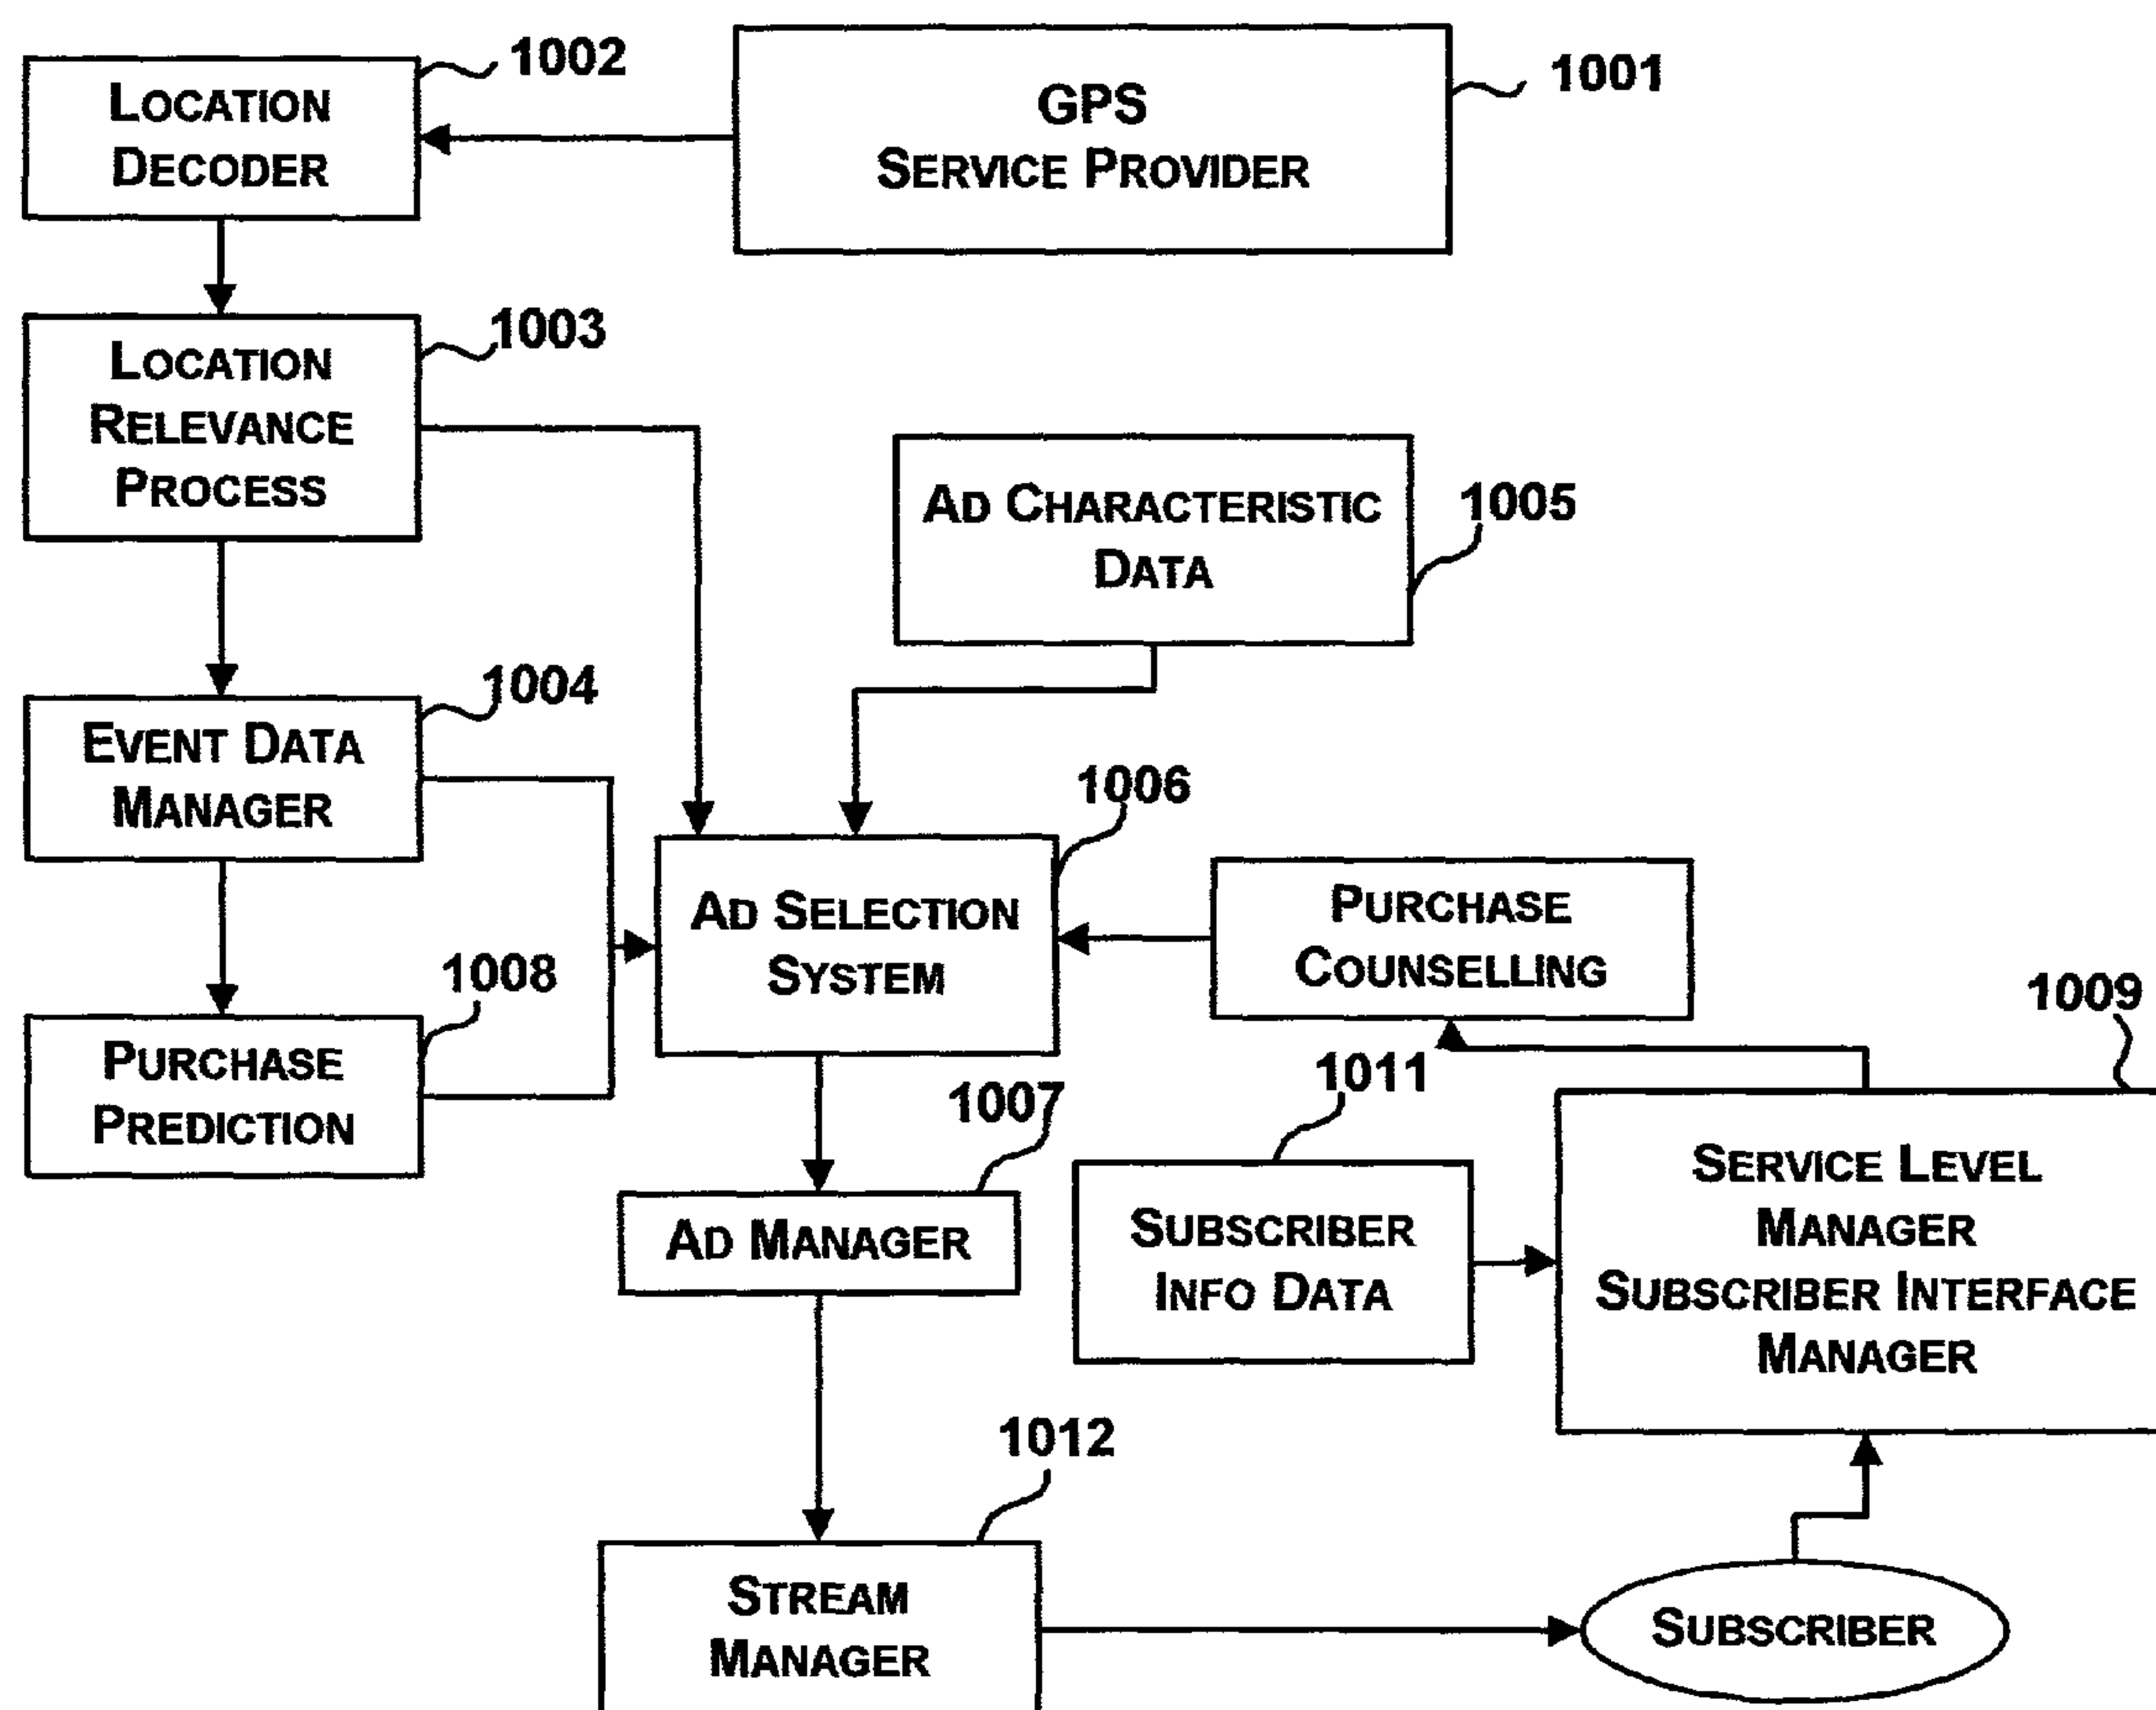 1002
LOCATION
DECODER
GPS
SERVICE PROVIDER
1001
1003
LOCATION
RELEVANCE
PROCESS
AD CHARACTERISTIC
DATA
1005
1004
EVENT DATA
MANAGER
1006
AD SELECTION
SYSTEM
PURCHASE
COUNSELLING
1008
PURCHASE
PREDICTION
1009
1011
1007
AD MANAGER
SUBSCRIBER
INFO DATA
SERVICE LEVEL
MANAGER
SUBSCRIBER INTERFACE
MANAGER
1012
STREAM
MANAGER
SUBSCRIBER